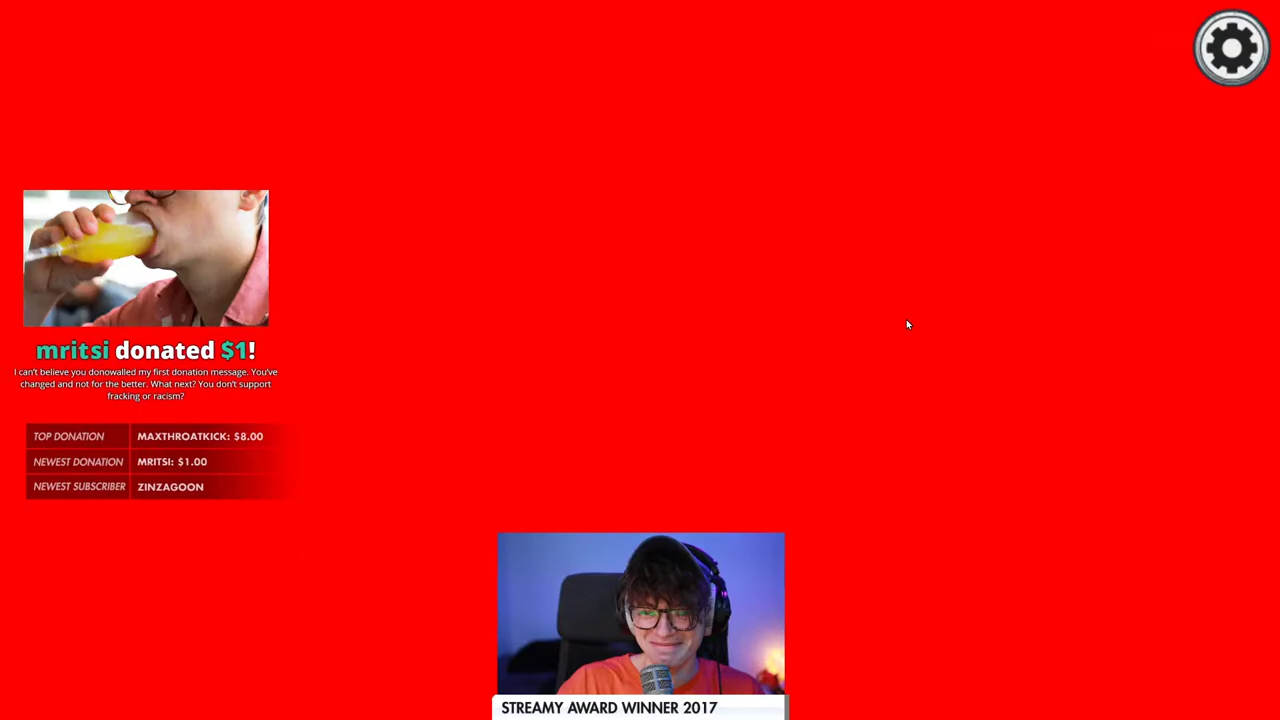 mritsi donated $1!
I can't believe you donowalled my first donation message. You've
changed and not for the better. What next? You don't support
fracking or racism?
TOP DONATION MAXTHROATKICK: $8.00
NEWEST DONATION MRITSI: $1.00
NEWEST SUBSCRIBER ZINZAGOON
STREAMY AWARD WINNER 2017